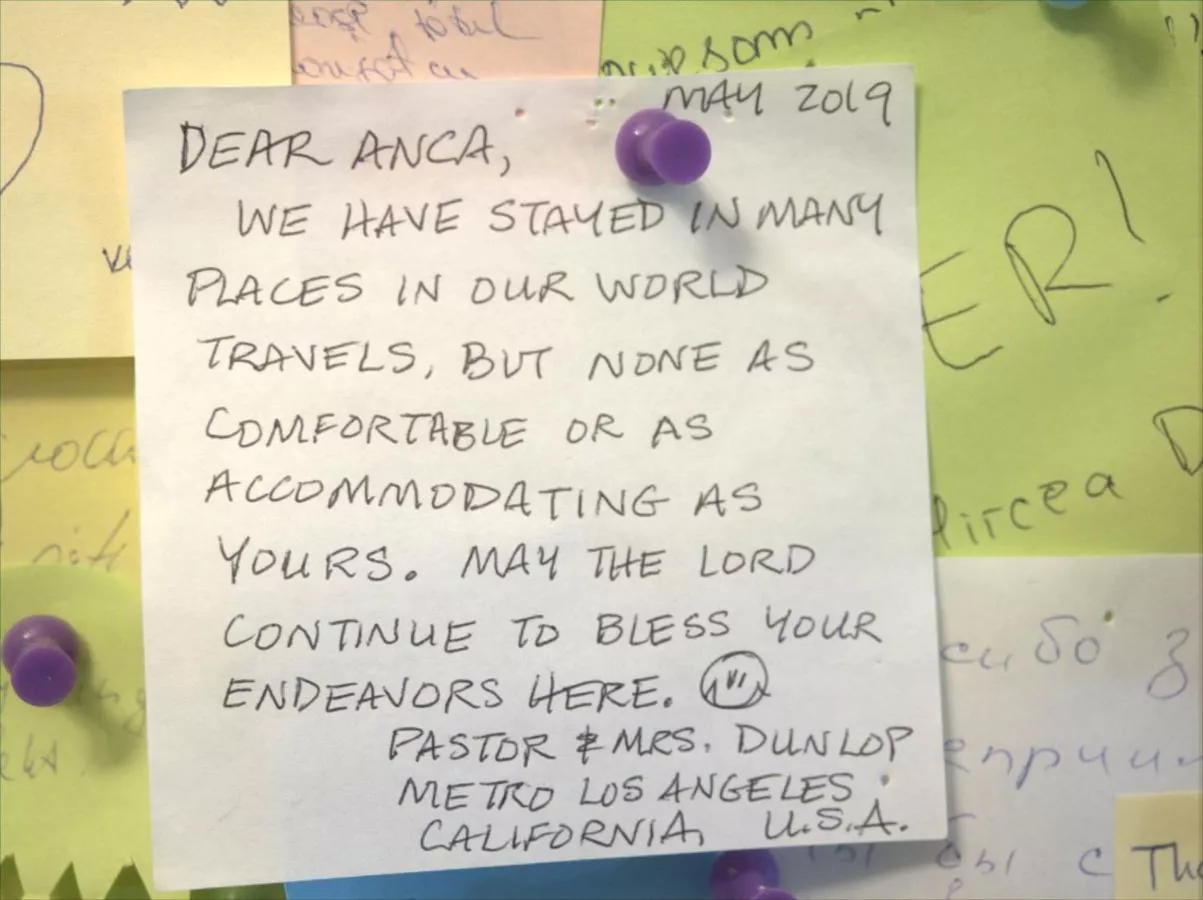 total
MAY 2019
DEAR ANCA,
WE HAVE STAYED IN MANY
PLACES IN OUR WORLD
TRAVELS, BUT NONE AS
COMFORTABLE OR AS
ACCOMMODATING AS
YOURS. MAY THE LORD
CONTINUE TO BLESS YOUR
ENDEAVORS HERE.
PASTOR & MRS. DUNLOP
METRO LOS ANGELES
CALIFORNIA, U.S.A.
ER!